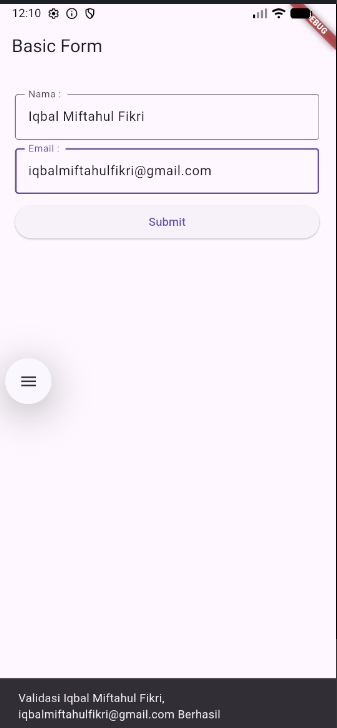 12:10
DEBUG
Basic Form
Nama :
Iqbal Miftahul Fikri
Email :
iqbalmiftahulfikri@gmail.com
Submit
Validasi Iqbal Miftahul Fikri,
iqbalmiftahulfikri@gmail.com Berhasil